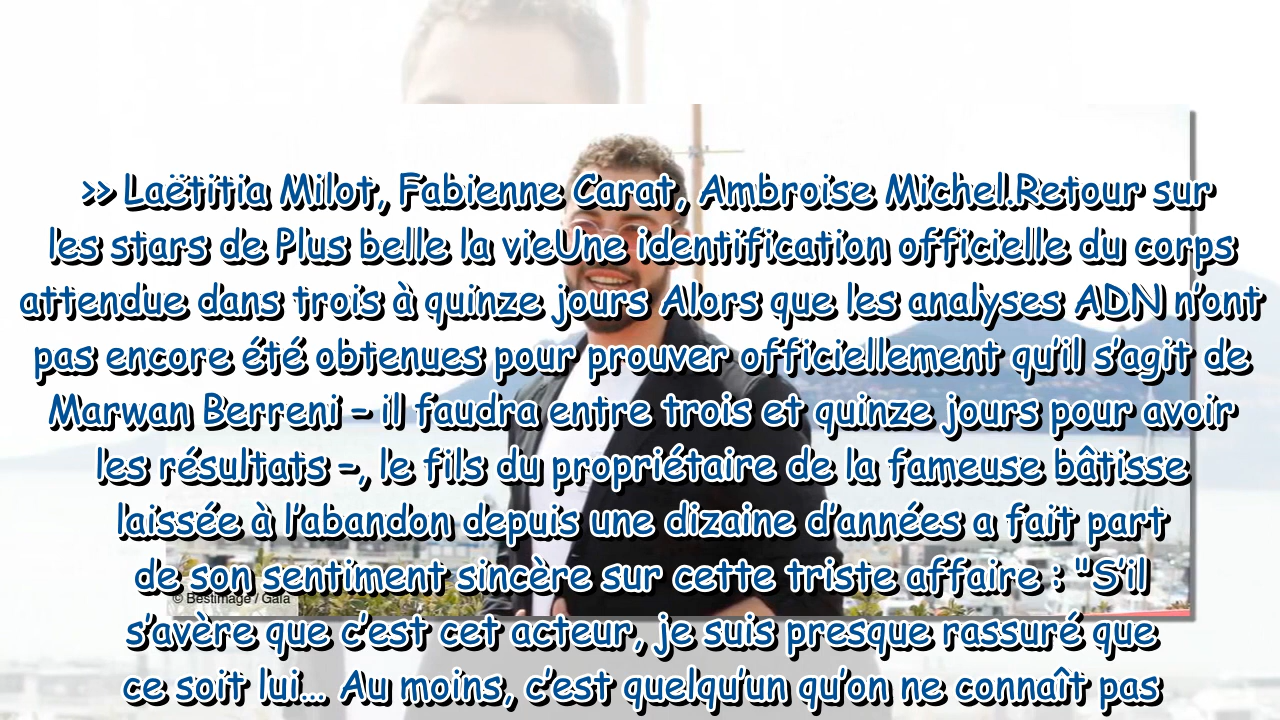 >> Laëtitia Milot, Fabienne Carat, Ambroise Michel.Retour sur
les stars de Plus belle la vieUne identification officielle du corps
attendue dans trois à quinze jours Alors que les analyses ADN n'ont
pas encore été obtenues pour prouver officiellement qu'il s'agit de
Marwan Berreni – il faudra entre trois et quinze jours pour avoir
les résultats –, le fils du propriétaire de la fameuse bâtisse
laissée à l'abandon depuis une dizaine d'années a fait part
de son sentiment sincère sur cette triste affaire : "S'il
© Bestimage / Gala
s'avère que c'est cet acteur, je suis presque rassuré que
ce soit lui... Au moins, c'est quelqu'un qu'on ne connaît pas